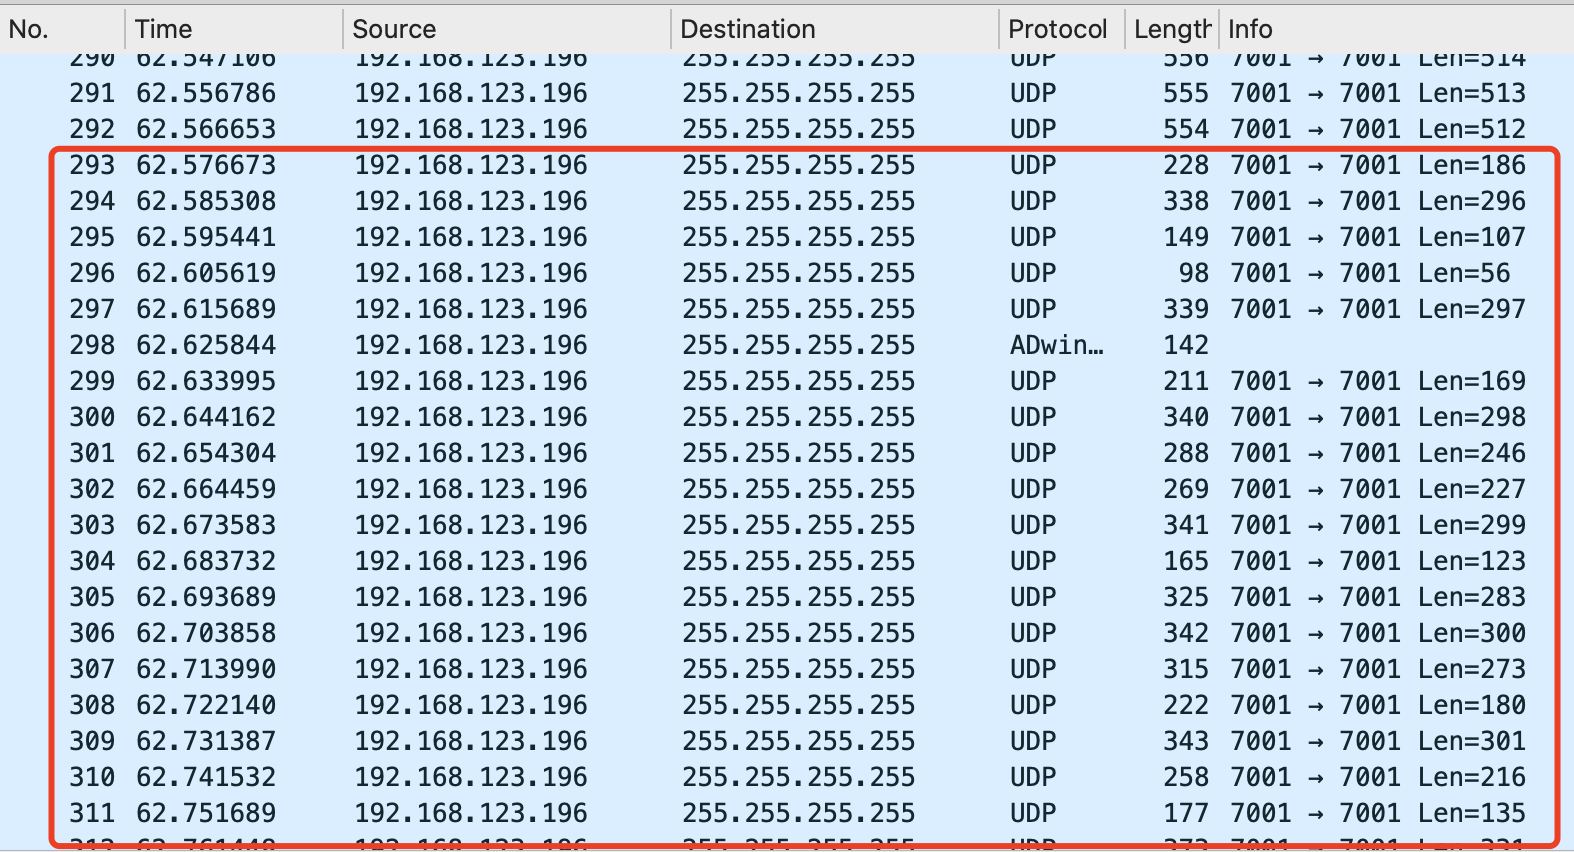 No. Time Source Destination Protocol Length Info
290 62.547106 192.168.123.196 255.255.255.255 UDP 556 7001 → 7001 Len=514
291 62.556786 192.168.123.196 255.255.255.255 UDP 555 7001 → 7001 Len=513
292 62.566653 192.168.123.196 255.255.255.255 UDP 554 7001 → 7001 Len=512
293 62.576673 192.168.123.196 255.255.255.255 UDP 228 7001 → 7001 Len=186
294 62.585308 192.168.123.196 255.255.255.255 UDP 338 7001 → 7001 Len=296
295 62.595441 192.168.123.196 255.255.255.255 UDP 149 7001 → 7001 Len=107
296 62.605619 192.168.123.196 255.255.255.255 UDP 98 7001 → 7001 Len=56
297 62.615689 192.168.123.196 255.255.255.255 UDP 339 7001 → 7001 Len=297
298 62.625844 192.168.123.196 255.255.255.255 ADwin… 142
299 62.633995 192.168.123.196 255.255.255.255 UDP 211 7001 → 7001 Len=169
300 62.644162 192.168.123.196 255.255.255.255 UDP 340 7001 → 7001 Len=298
301 62.654304 192.168.123.196 255.255.255.255 UDP 288 7001 → 7001 Len=246
302 62.664459 192.168.123.196 255.255.255.255 UDP 269 7001 → 7001 Len=227
303 62.673583 192.168.123.196 255.255.255.255 UDP 341 7001 → 7001 Len=299
304 62.683732 192.168.123.196 255.255.255.255 UDP 165 7001 → 7001 Len=123
305 62.693689 192.168.123.196 255.255.255.255 UDP 325 7001 → 7001 Len=283
306 62.703858 192.168.123.196 255.255.255.255 UDP 342 7001 → 7001 Len=300
307 62.713990 192.168.123.196 255.255.255.255 UDP 315 7001 → 7001 Len=273
308 62.722140 192.168.123.196 255.255.255.255 UDP 222 7001 → 7001 Len=180
309 62.731387 192.168.123.196 255.255.255.255 UDP 343 7001 → 7001 Len=301
310 62.741532 192.168.123.196 255.255.255.255 UDP 258 7001 → 7001 Len=216
311 62.751689 192.168.123.196 255.255.255.255 UDP 177 7001 → 7001 Len=135
312 192.168.123.196 255.255.255.255 UDP 7001 → 7001